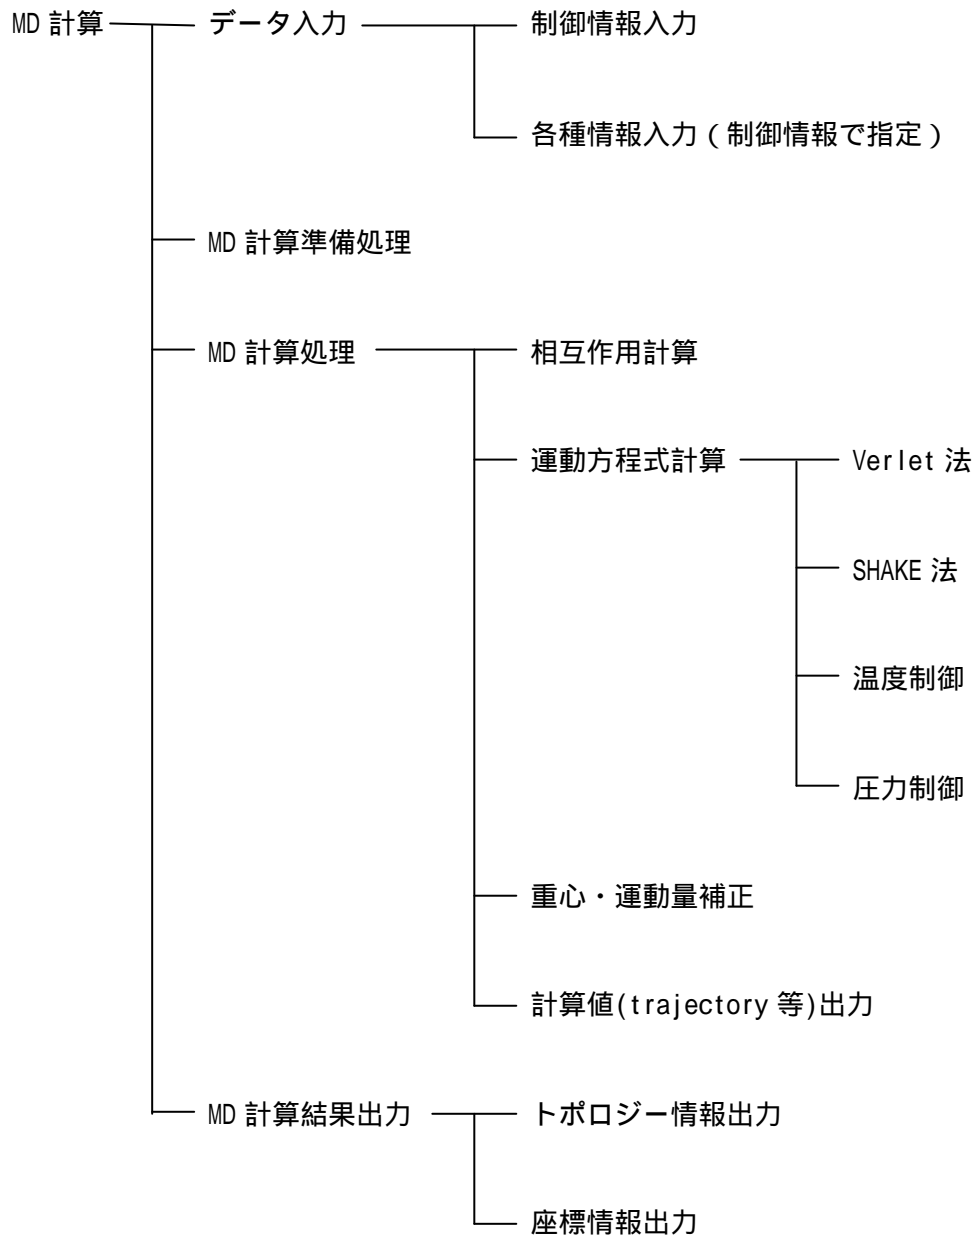 MD 計算 データ入力 制御情報入力
各種情報入力（制御情報で指定）
MD 計算準備処理
MD 計算処理 相互作用計算
運動方程式計算 Verlet 法
SHAKE 法
温度制御
圧力制御
重心・運動量補正
計算値(trajectory 等)出力
MD 計算結果出力 トポロジー情報出力
座標情報出力